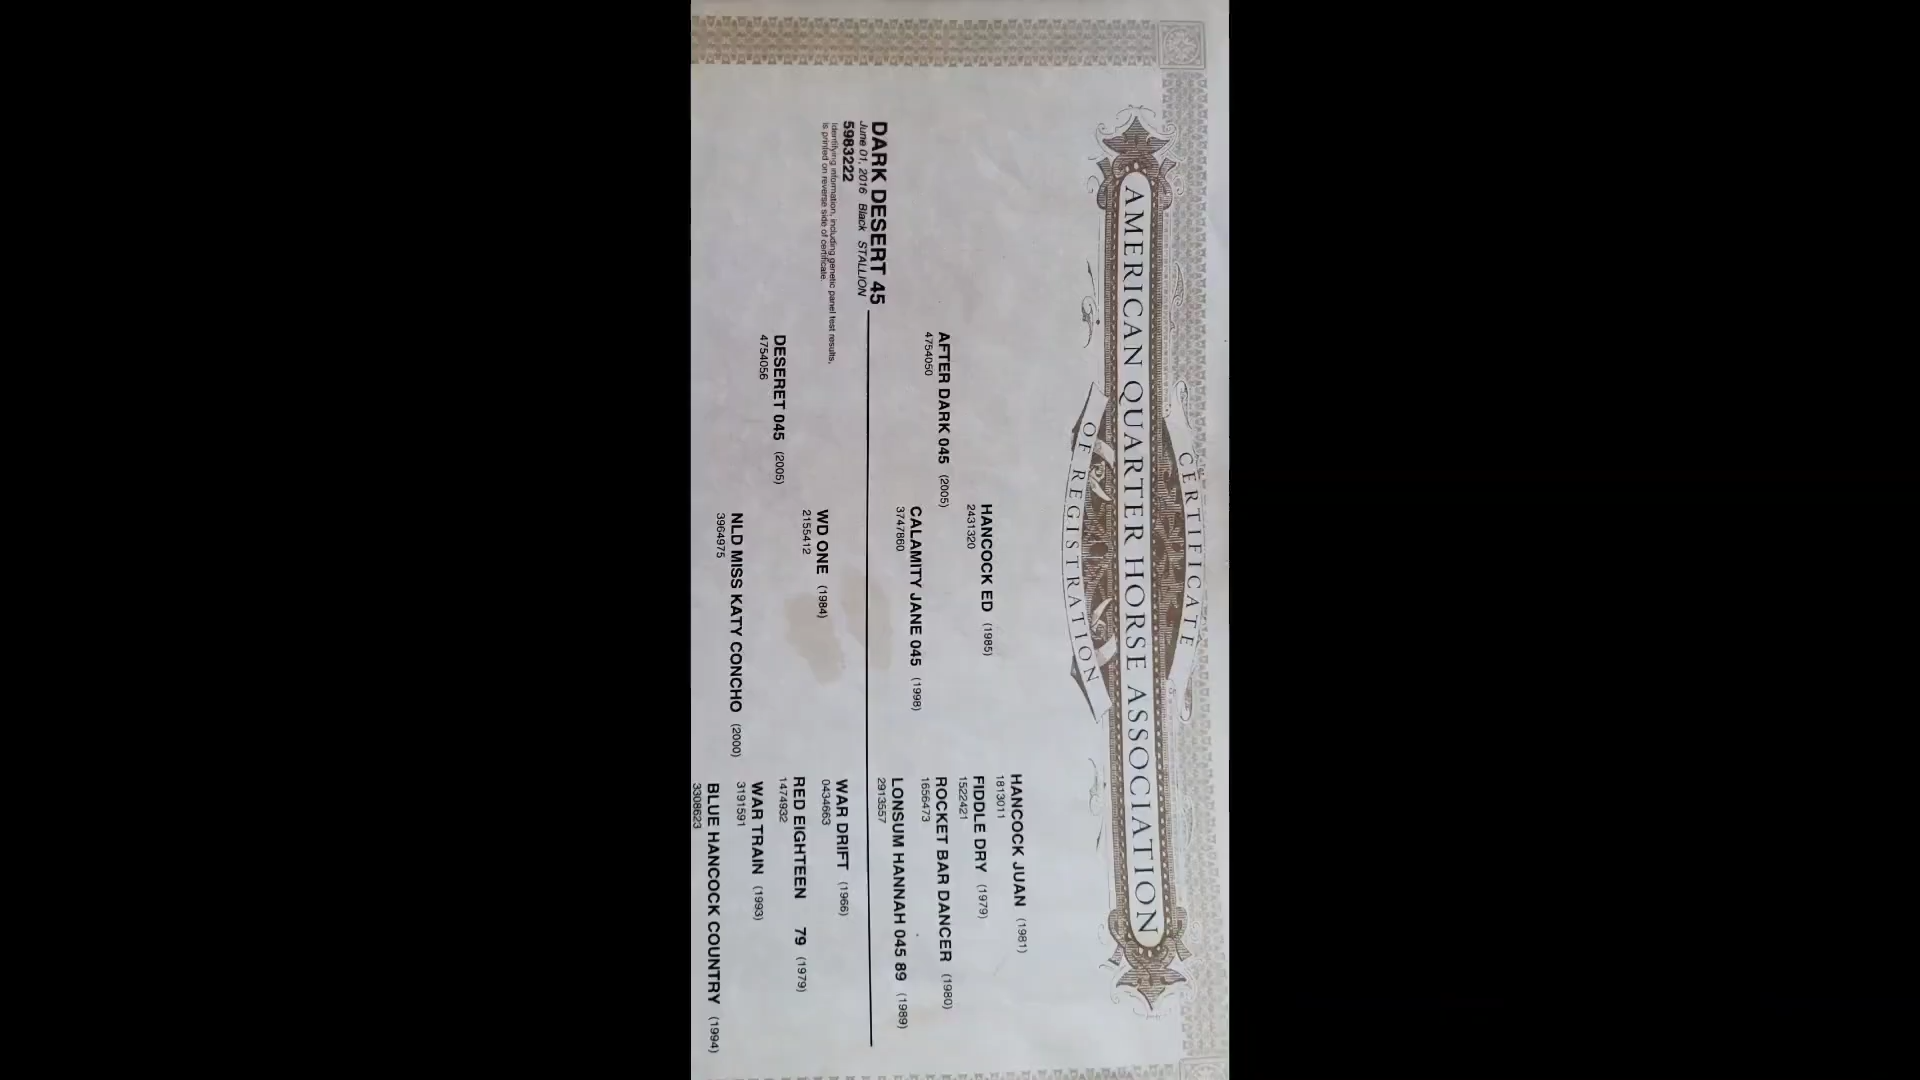 CERTIFICATE
AMERICAN QUARTER HORSE ASSOCIATION
OF REGISTRATION
HANCOCK JUAN (1981)
1813011
HANCOCK ED (1985)
2431320
FIDDLE DRY (1979)
1522421
AFTER DARK 045 (2005)
4754050
ROCKET BAR DANCER (1980)
1656473
CALAMITY JANE 045 (1998)
3747860
LONSUM HANNAH 045 89 (1989)
2913557
DARK DESERT 45
June 01, 2016 Black STALLION
5983222
Identifying information, including genetic panel test results,
is printed on reverse side of certificate.
WAR DRIFT (1966)
0434663
WD ONE (1984)
2155412
RED EIGHTEEN 79 (1979)
1474932
DESERET 045 (2005)
4754056
WAR TRAIN (1993)
3191591
NLD MISS KATY CONCHO (2000)
3964975
BLUE HANCOCK COUNTRY (1994)
3308623